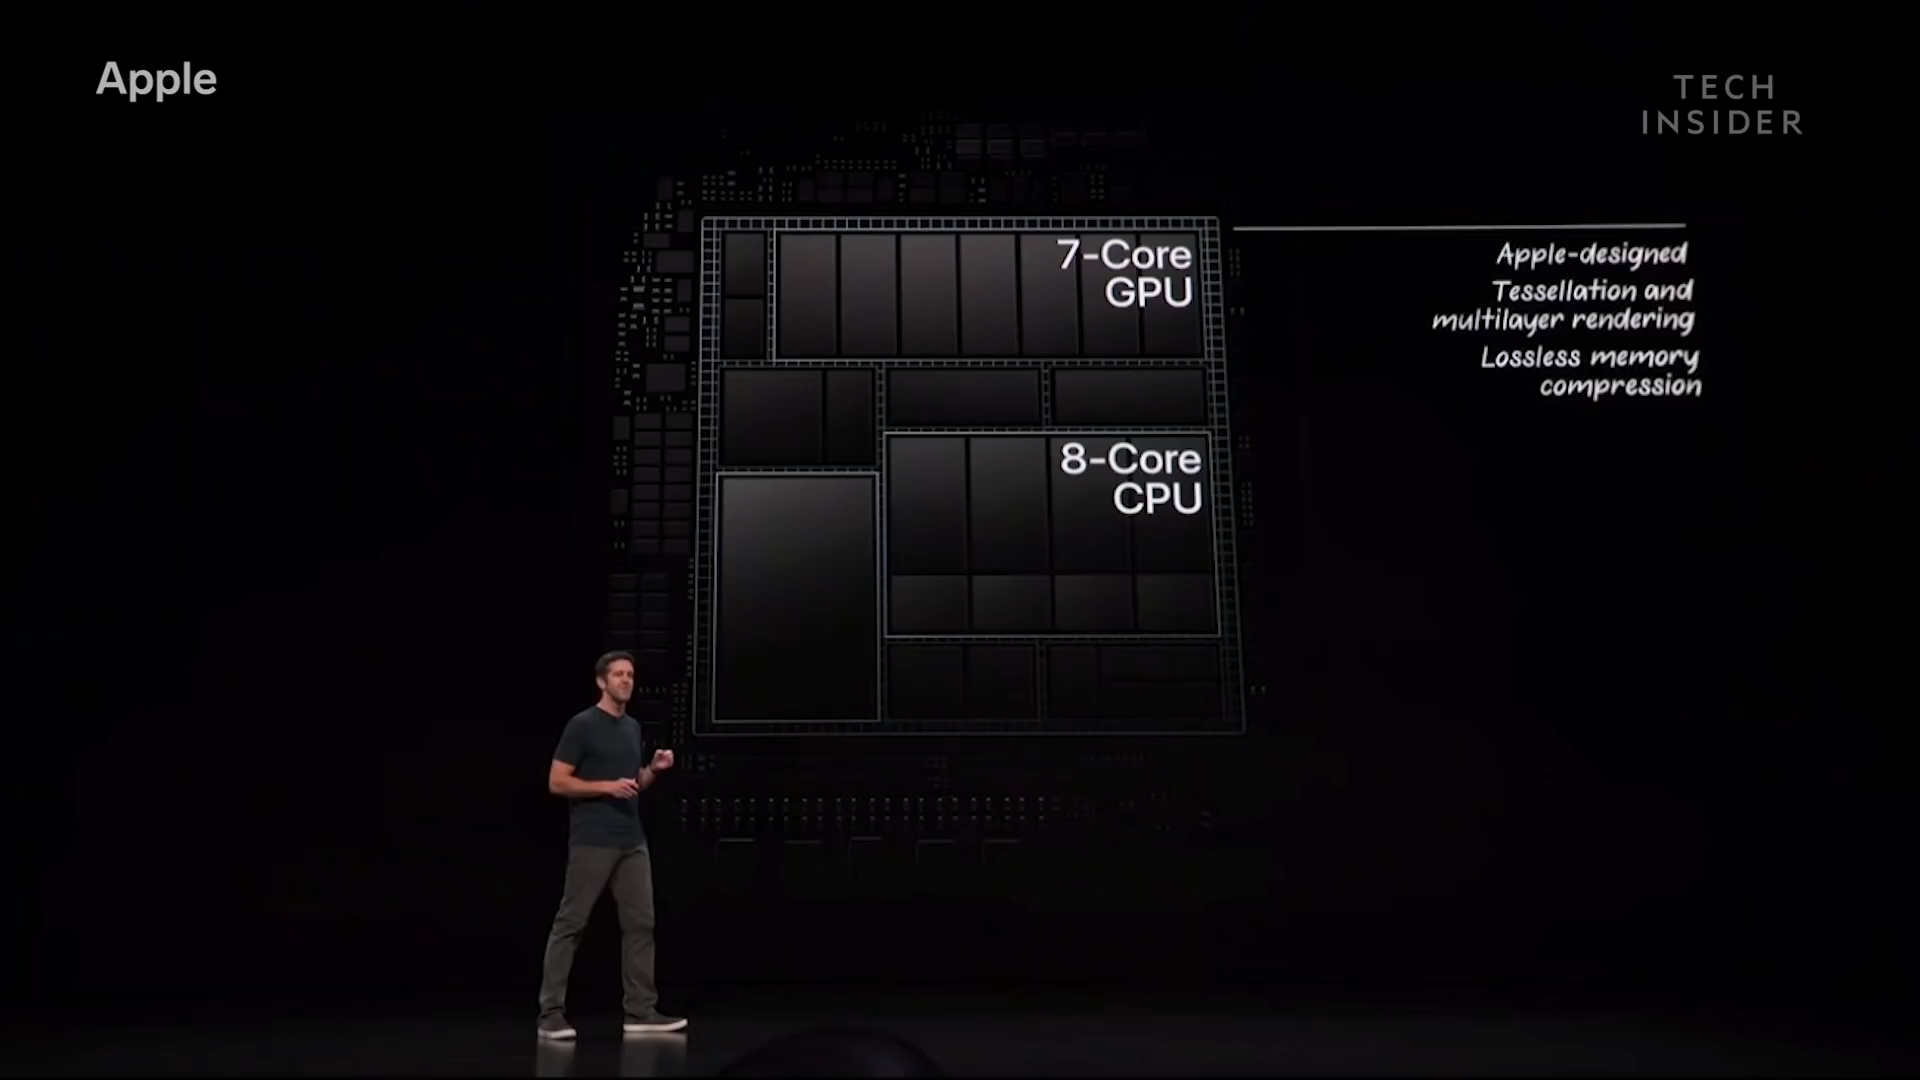 Apple
TECH
INSIDER
7-Core
GPU
Apple-designed
Tessellation and
multilayer rendering
Lossless memory
compression
8-Core
CPU